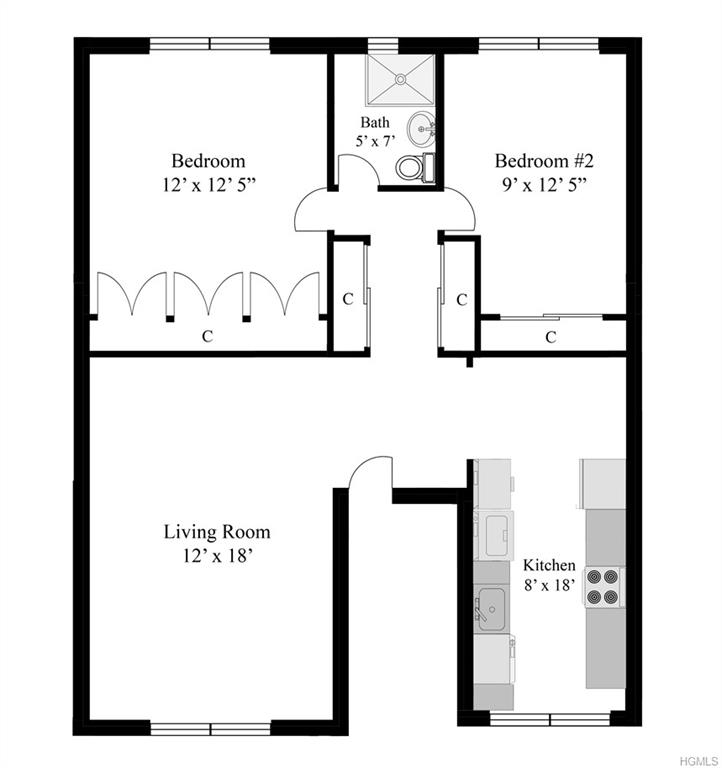 Bath
5’ x 7’
Bedroom
12’ x 12’ 5”
Bedroom #2
9’ x 12’ 5”
C
C
C
C
Living Room
12’ x 18’
Kitchen
8’ x 18’
HGMLS